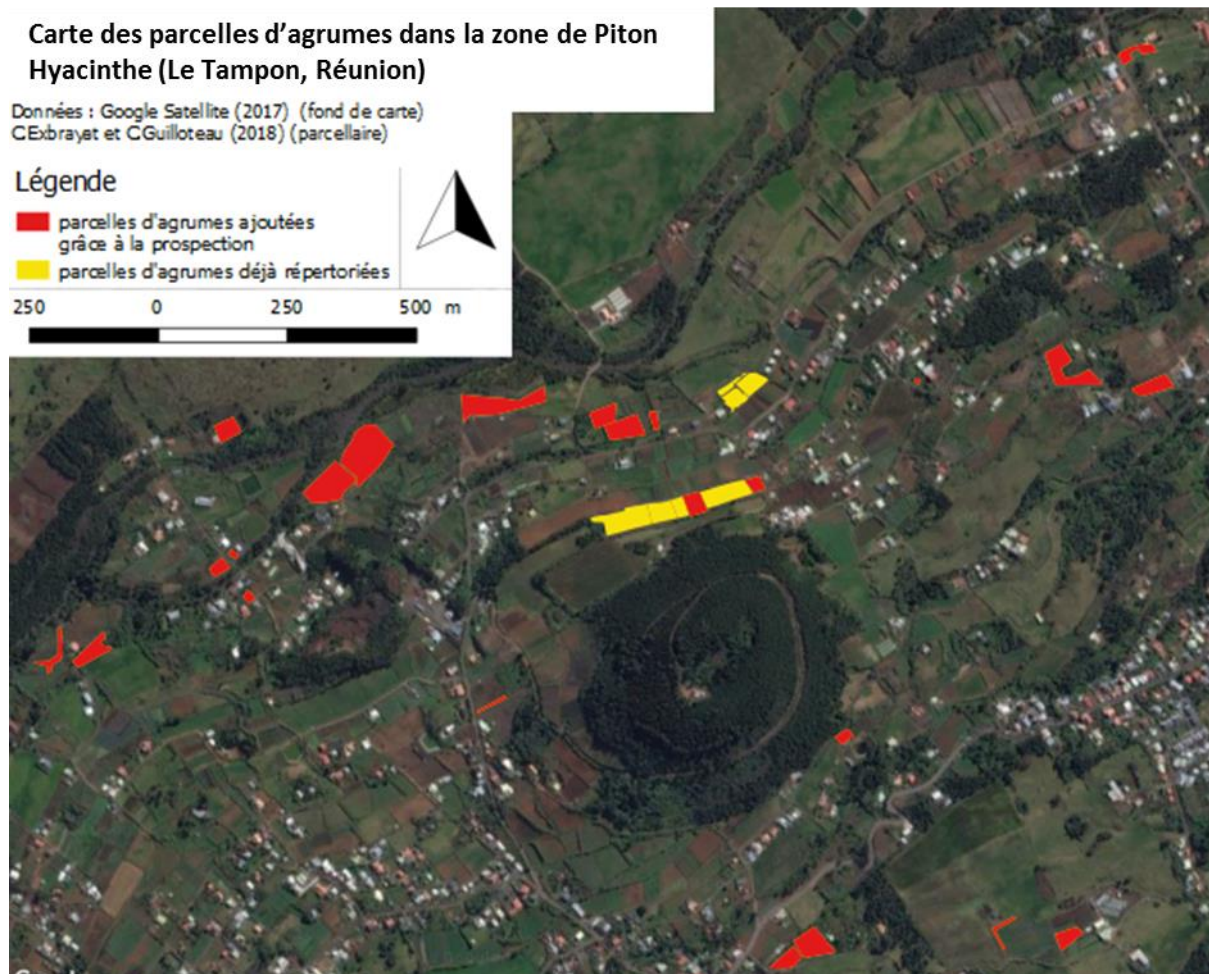 Carte des parcelles d'agrumes dans la zone de Piton
Hyacinthe (Le Tampon, Réunion)
Données : Google Satellite (2017) (fond de carte)
CExbrayat et CGuilloteau (2018) (parcellaire)
Légende
parcelles d'agrumes ajoutées
grâce à la prospection
parcelles d'agrumes déjà répertoriées
250 0 250 500 m